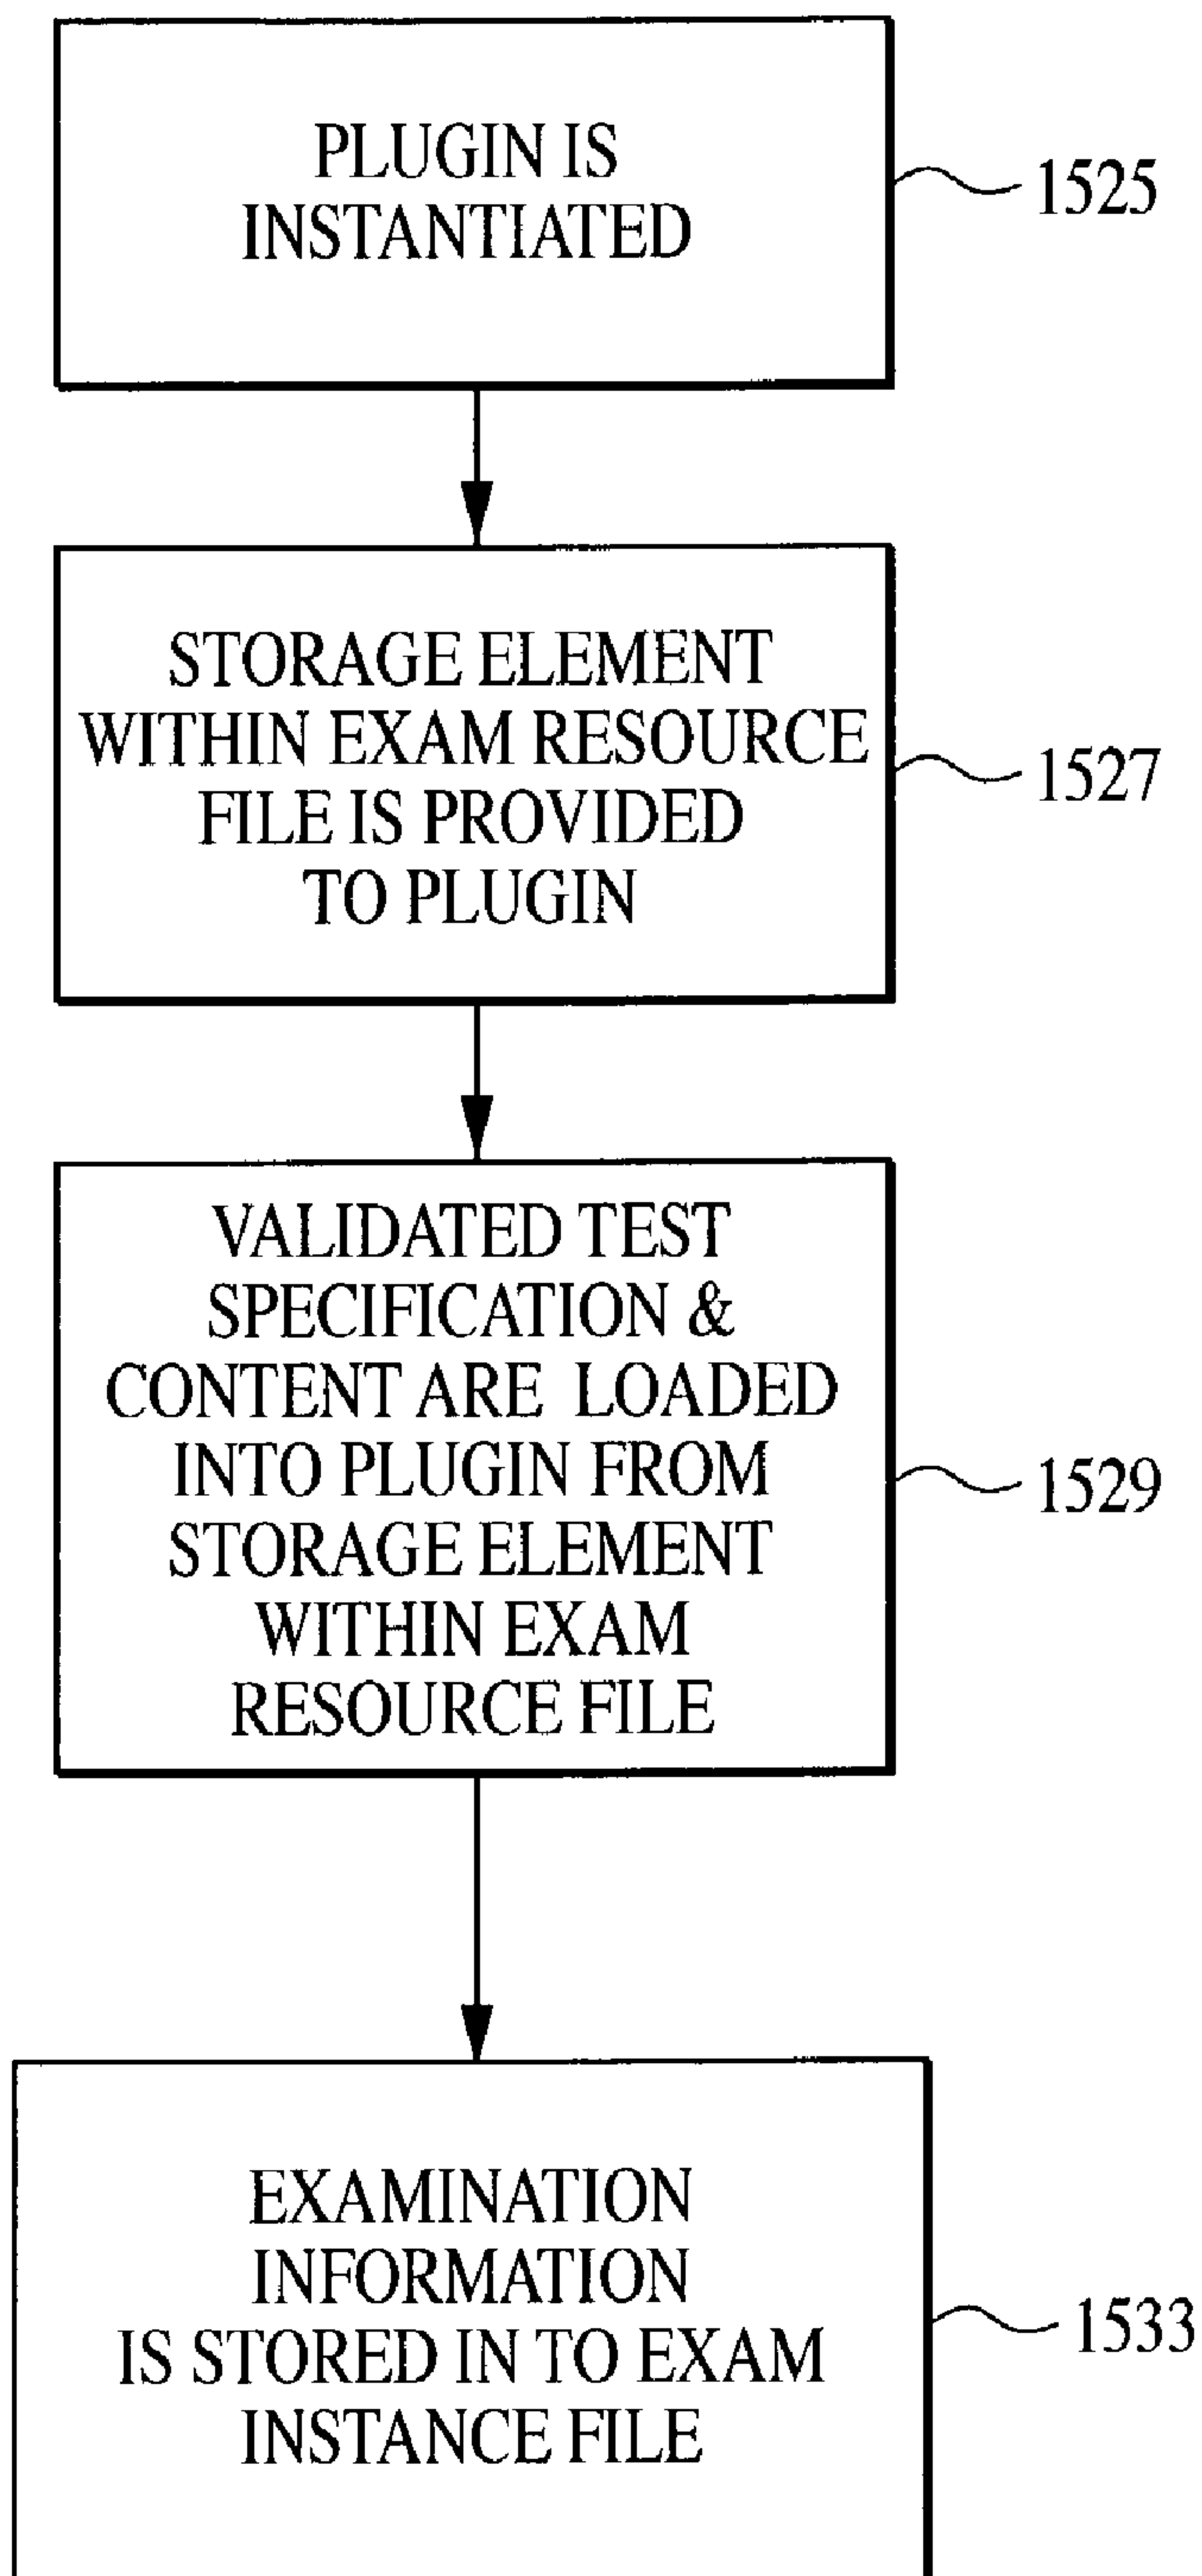 PLUGIN IS
INSTANTIATED
1525
STORAGE ELEMENT
WITHIN EXAM RESOURCE
FILE IS PROVIDED
TO PLUGIN
1527
VALIDATED TEST
SPECIFICATION &
CONTENT ARE LOADED
INTO PLUGIN FROM
STORAGE ELEMENT
WITHIN EXAM
RESOURCE FILE
1529
EXAMINATION
INFORMATION
IS STORED IN TO EXAM
INSTANCE FILE
1533